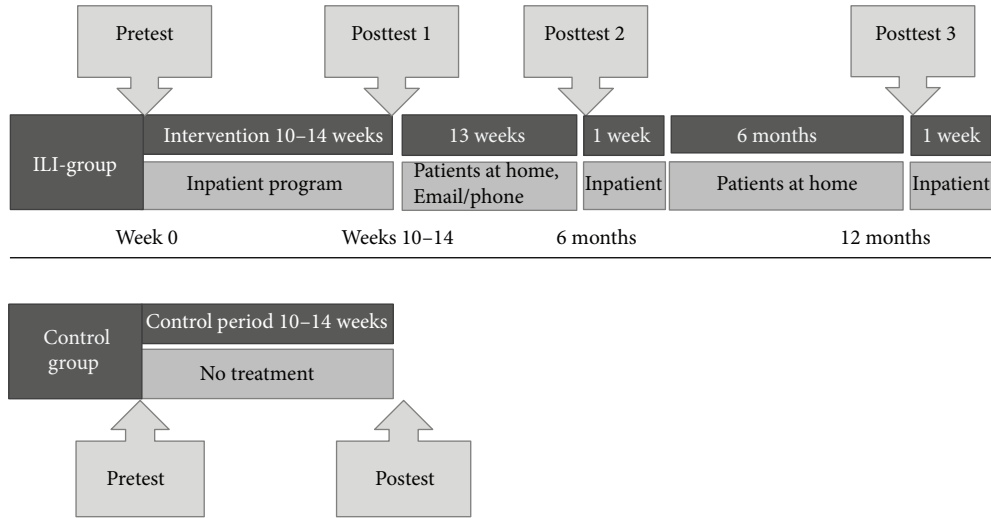 Pretest
Posttest 1
Posttest 2
Posttest 3
ILI-group
Intervention 10–14 weeks
13 weeks
1 week
6 months
1 week
Inpatient program
Patients at home,
Email/phone
Inpatient
Patients at home
Inpatient
Week 0
Weeks 10–14
6 months
12 months
Control
group
Control period 10–14 weeks
No treatment
Pretest
Postest